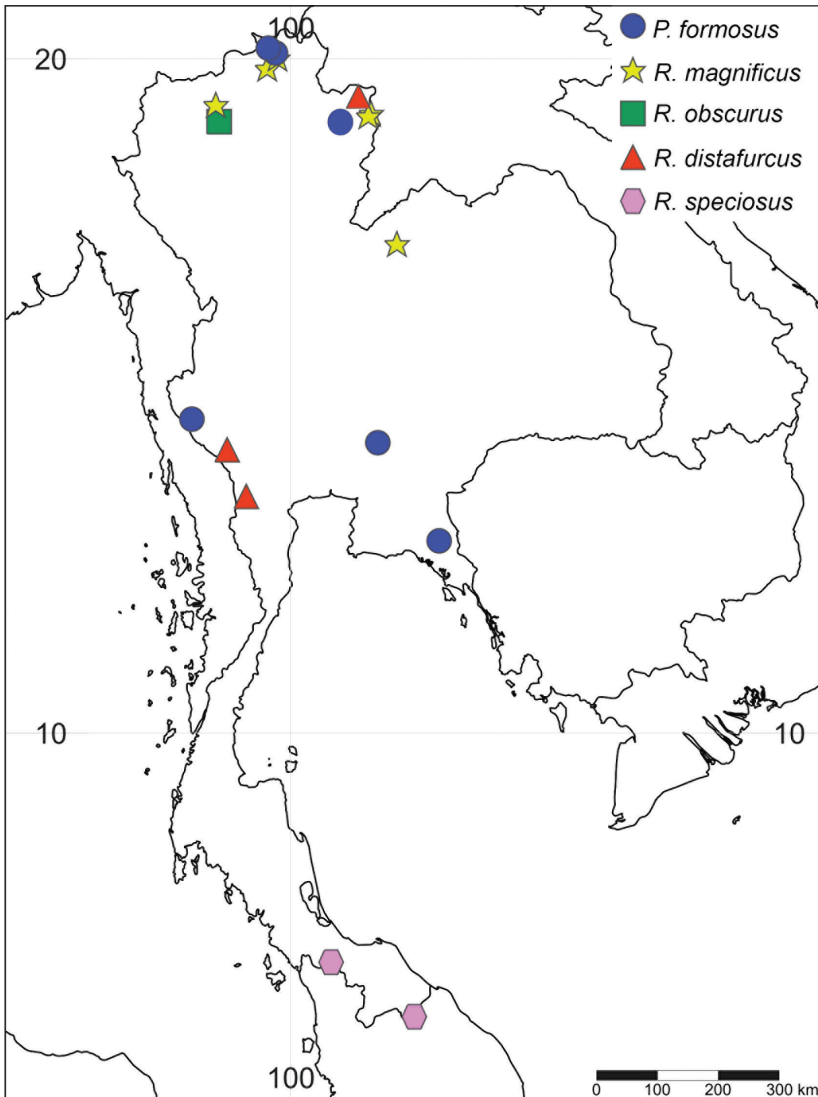 100
20
P. formosus
R. magnificus
R. obscurus
R. distafurcus
R. speciosus
10 10
100
0 100 200 300 km